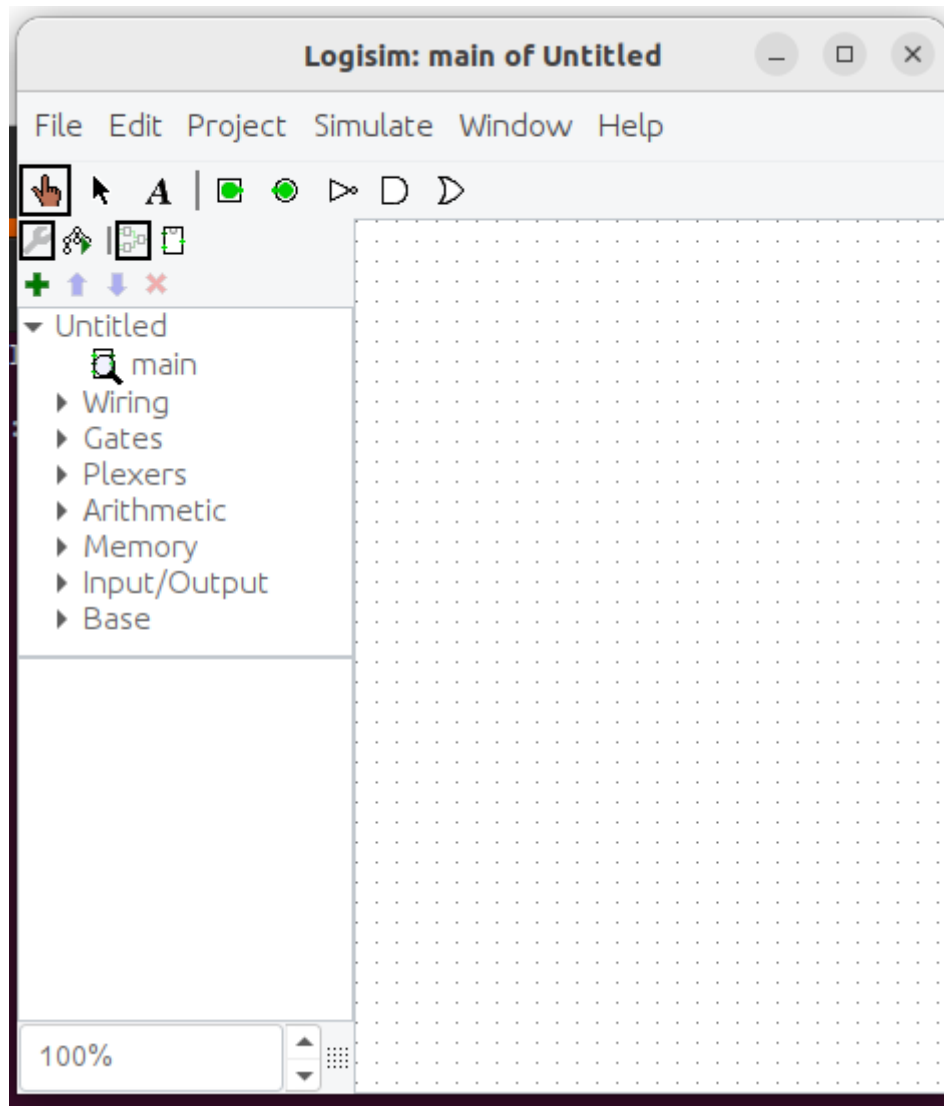 Logisim: main of Untitled
File Edit Project Simulate Window Help
A
Untitled
main
Wiring
Gates
Plexers
Arithmetic
Memory
Input/Output
Base
100%